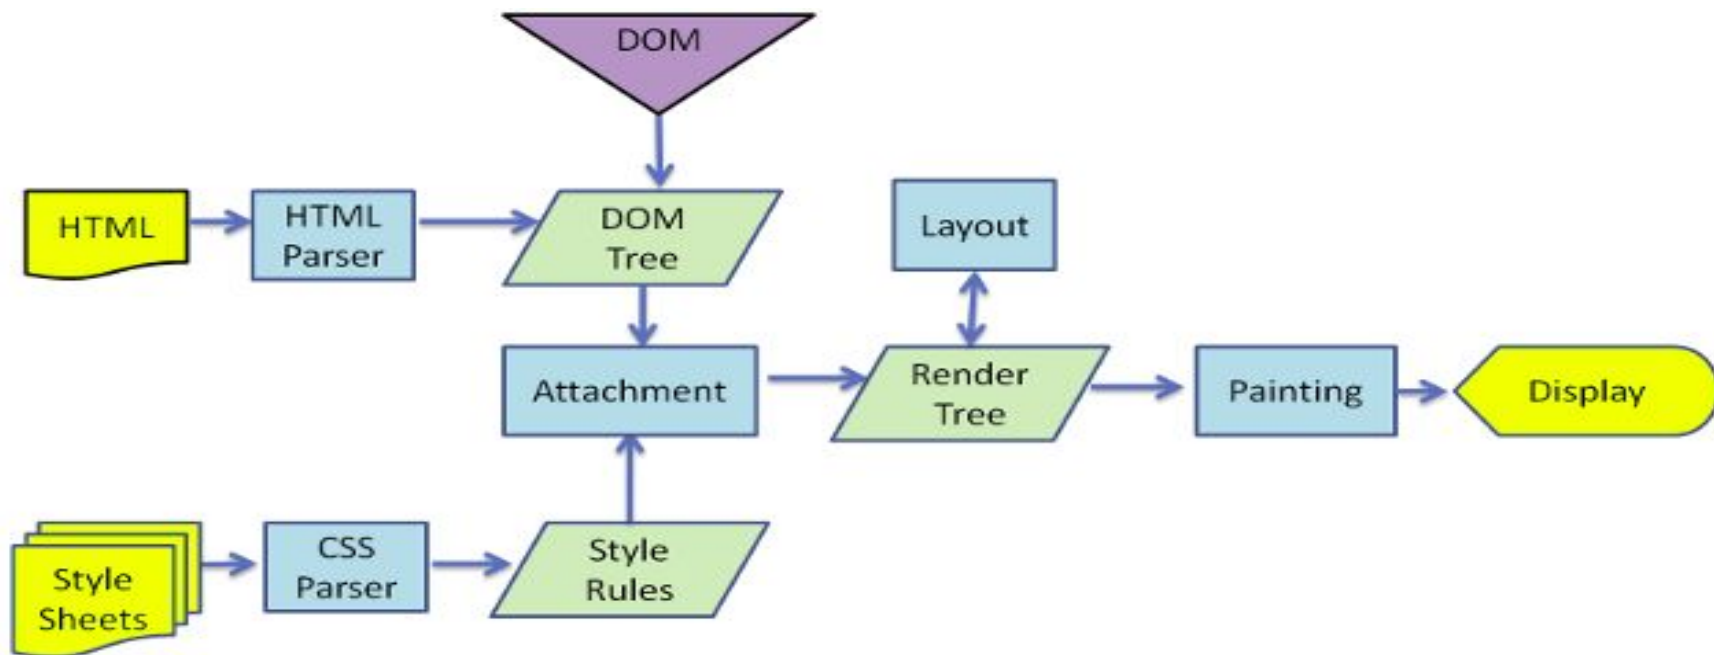 DOM
HTML
HTML
Parser
DOM
Tree
Layout
Attachment
Render
Tree
Painting
Display
Style
Sheets
CSS
Parser
Style
Rules